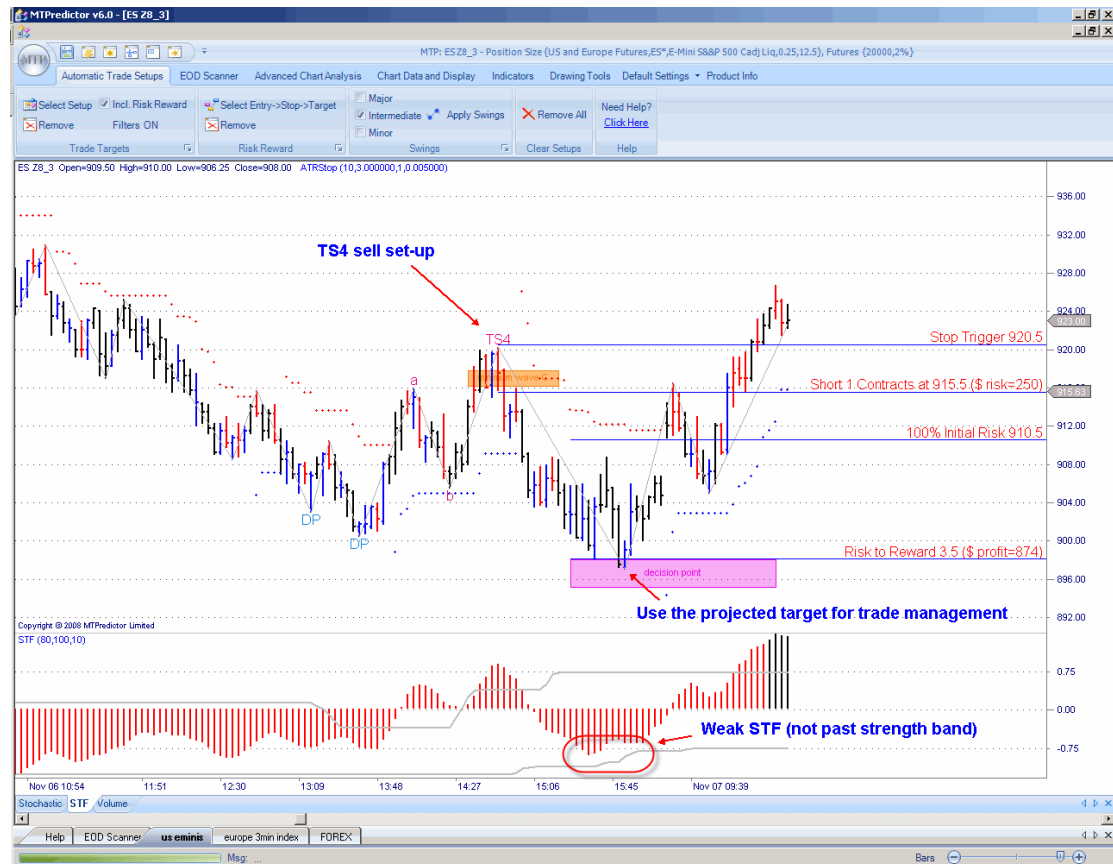 MTPredictor v6.0 - [ES Z8_3]
MTP
MTP: ES Z8_3 - Position Size {US and Europe Futures,ES*,E-Mini S&&P 500 Cadj Liq,0.25,12.5}, Futures {20000,2%}
Automatic Trade Setups EOD Scanner Advanced Chart Analysis Chart Data and Display Indicators Drawing Tools Default Settings Product Info
Select Setup Incl. Risk Reward
Remove Filters ON
Trade Targets
Select Entry->Stop->Target
Remove
Risk Reward
Major
Intermediate Apply Swings
Minor
Swings
Remove All
Clear Setups
Need Help?
Click Here
Help
ES Z8_3 Open=909.50 High=910.00 Low=906.25 Close=908.00 ATRStop (10,3.000000,1,0.005000)
936.00
932.00
TS4 sell set-up
928.00
924.00
923.00
Stop Trigger 920.5
TS4
920.00
a
Short 1 Contracts at 915.5 ($ risk=250)
915.63
912.00
100% Initial Risk 910.5
908.00
b
904.00
DP
DP
900.00
Risk to Reward 3.5 ($ profit=874)
decision point
896.00
Use the projected target for trade management
892.00
Copyright @ 2008 MTPredictor Limited
STF (80,100,10)
0.75
0.00
Weak STF (not past strength band)
-0.75
Nov 06 10:54 11:51 12:30 13:09 13:48 14:27 15:06 15:45 Nov 07 09:39
Stochastic STF Volume
Help EOD Scanner us eminis europe 3min index FOREX
Msg: ...
Bars